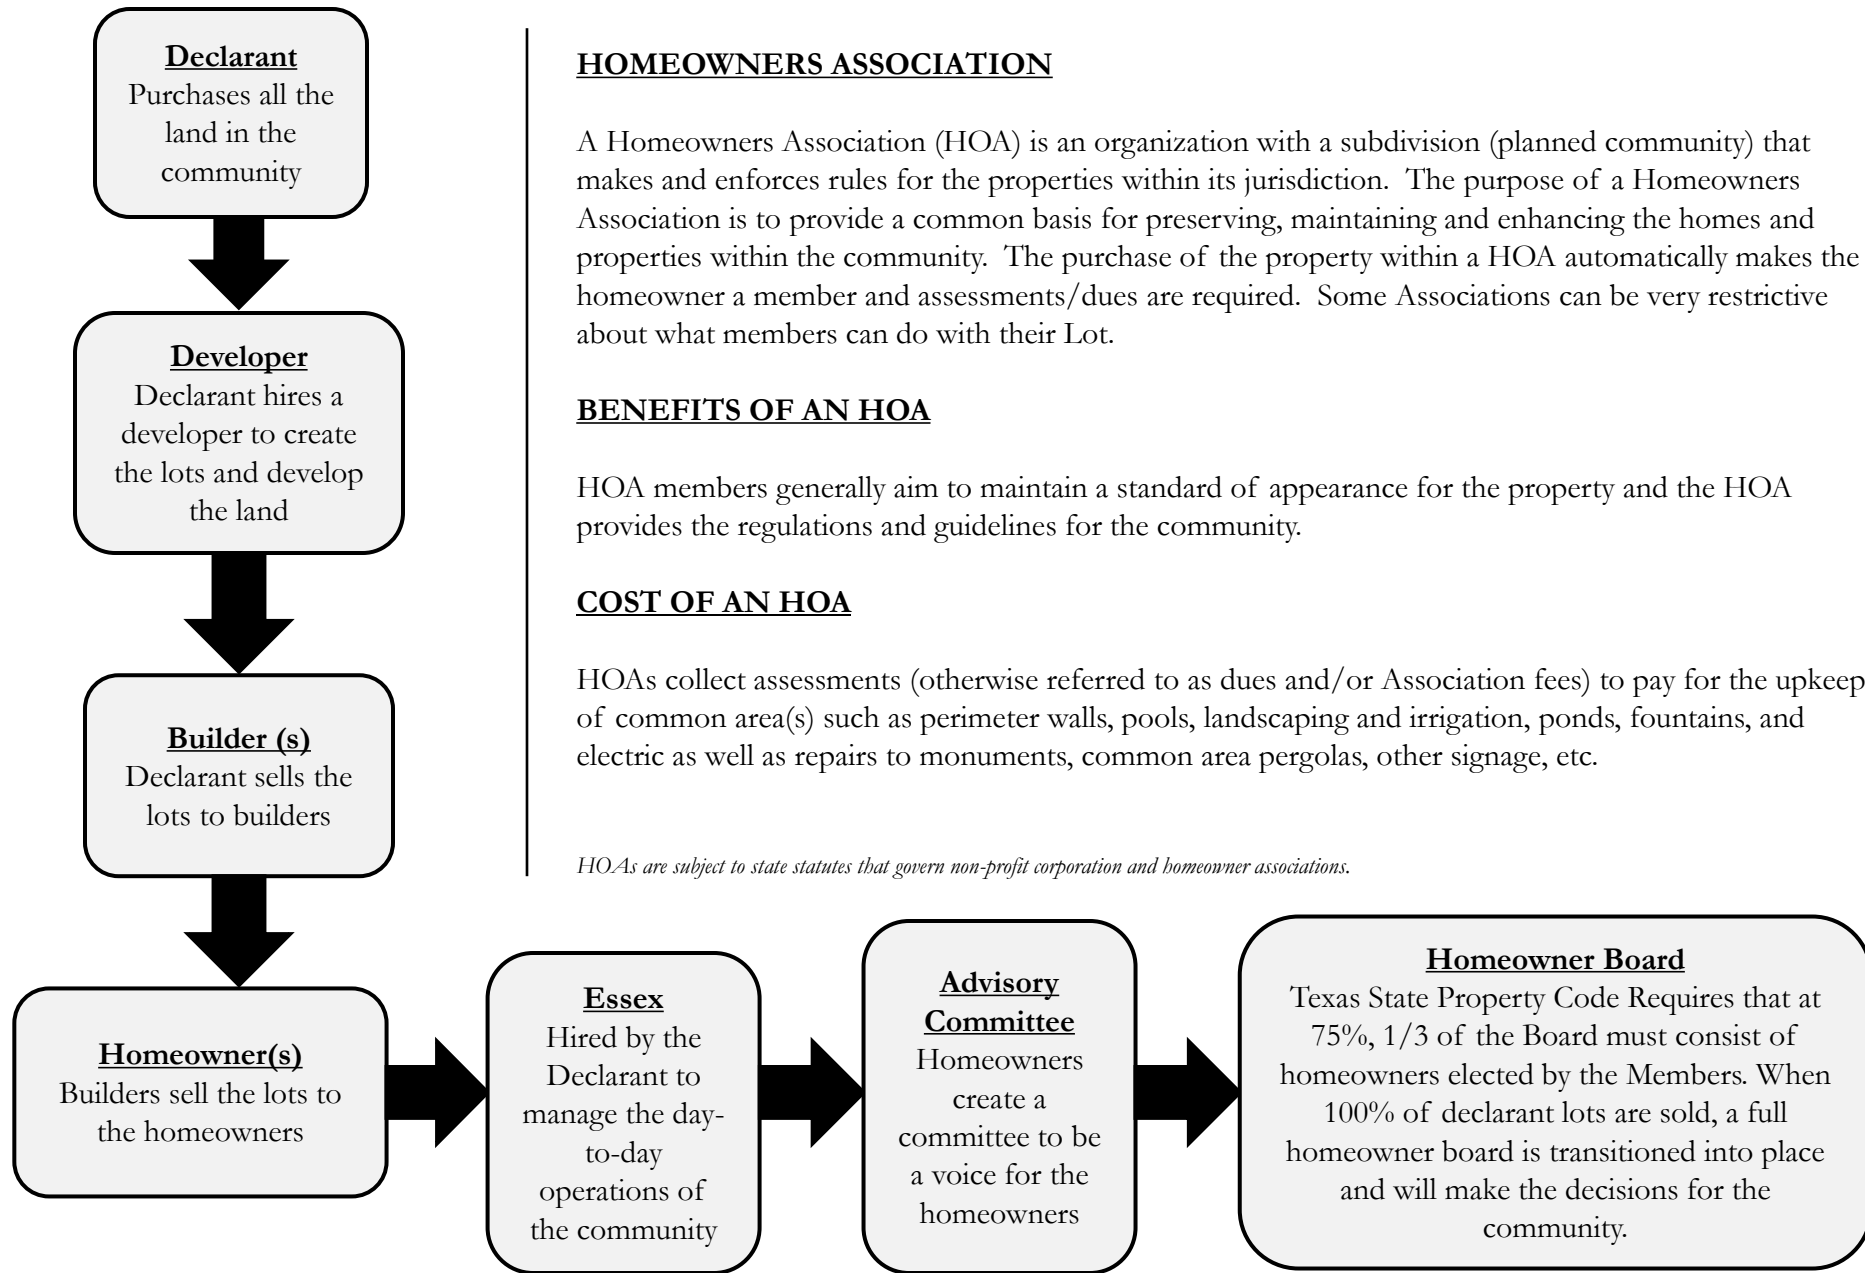 Declarant
Purchases all the
land in the
community
Developer
Declarant hires a
developer to create
the lots and develop
the land
Builder (s)
Declarant sells the
lots to builders
Homeowner(s)
Builders sell the lots to
the homeowners
HOMEOWNERS ASSOCIATION
A Homeowners Association (HOA) is an organization with a subdivision (planned community) that
makes and enforces rules for the properties within its jurisdiction. The purpose of a Homeowners
Association is to provide a common basis for preserving, maintaining and enhancing the homes and
properties within the community. The purchase of the property within a HOA automatically makes the
homeowner a member and assessments/dues are required. Some Associations can be very restrictive
about what members can do with their Lot.
BENEFITS OF AN HOA
HOA members generally aim to maintain a standard of appearance for the property and the HOA
provides the regulations and guidelines for the community.
COST OF AN HOA
HOAs collect assessments (otherwise referred to as dues and/or Association fees) to pay for the upkeep
of common area(s) such as perimeter walls, pools, landscaping and irrigation, ponds, fountains, and
electric as well as repairs to monuments, common area pergolas, other signage, etc.
HOAs are subject to state statutes that govern non-profit corporation and homeowner associations.
Essex
Hired by the
Declarant to
manage the day-
to-day
operations of
the community
Advisory
Committee
Homeowners
create a
committee to be
a voice for the
homeowners
Homeowner Board
Texas State Property Code Requires that at
75%, 1/3 of the Board must consist of
homeowners elected by the Members. When
100% of declarant lots are sold, a full
homeowner board is transitioned into place
and will make the decisions for the
community.